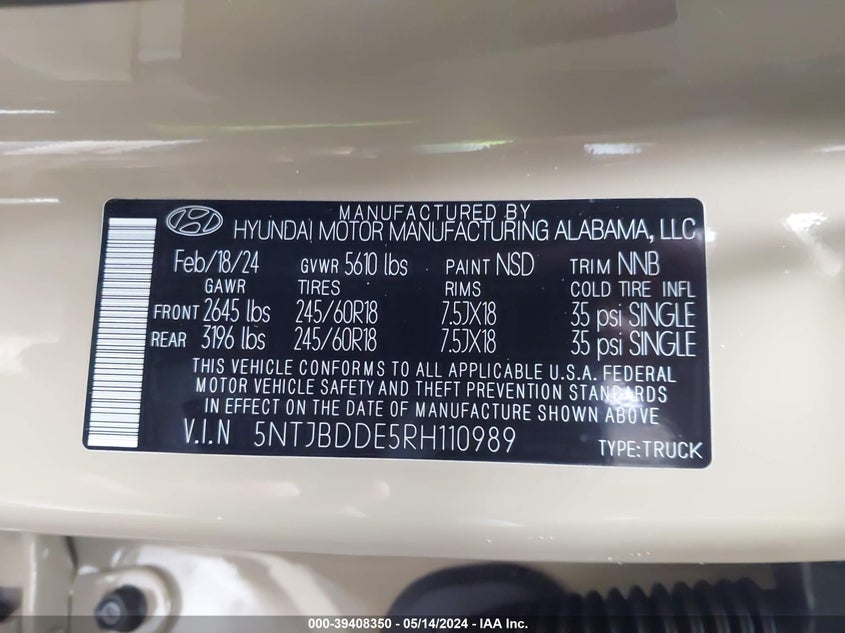 MANUFACTURED BY
HYUNDAI MOTOR MANUFACTURING ALABAMA, LLC
Feb/18/24 GVWR 5610 lbs PAINT NSD TRIM NNB
GAWR TIRES RIMS COLD TIRE INFL
FRONT 2645 lbs 245/60R18 7.5JX18 35 psi SINGLE
REAR 3196 lbs 245/60R18 7.5JX18 35 psi SINGLE
THIS VEHICLE CONFORMS TO ALL APPLICABLE U.S.A. FEDERAL
MOTOR VEHICLE SAFETY AND THEFT PREVENTION STANDARDS
IN EFFECT ON THE DATE OF MANUFACTURE SHOWN ABOVE
V.I.N 5NTJBDDE5RH110989 TYPE:TRUCK
000-39408350 - 05/14/2024 - IAA Inc.